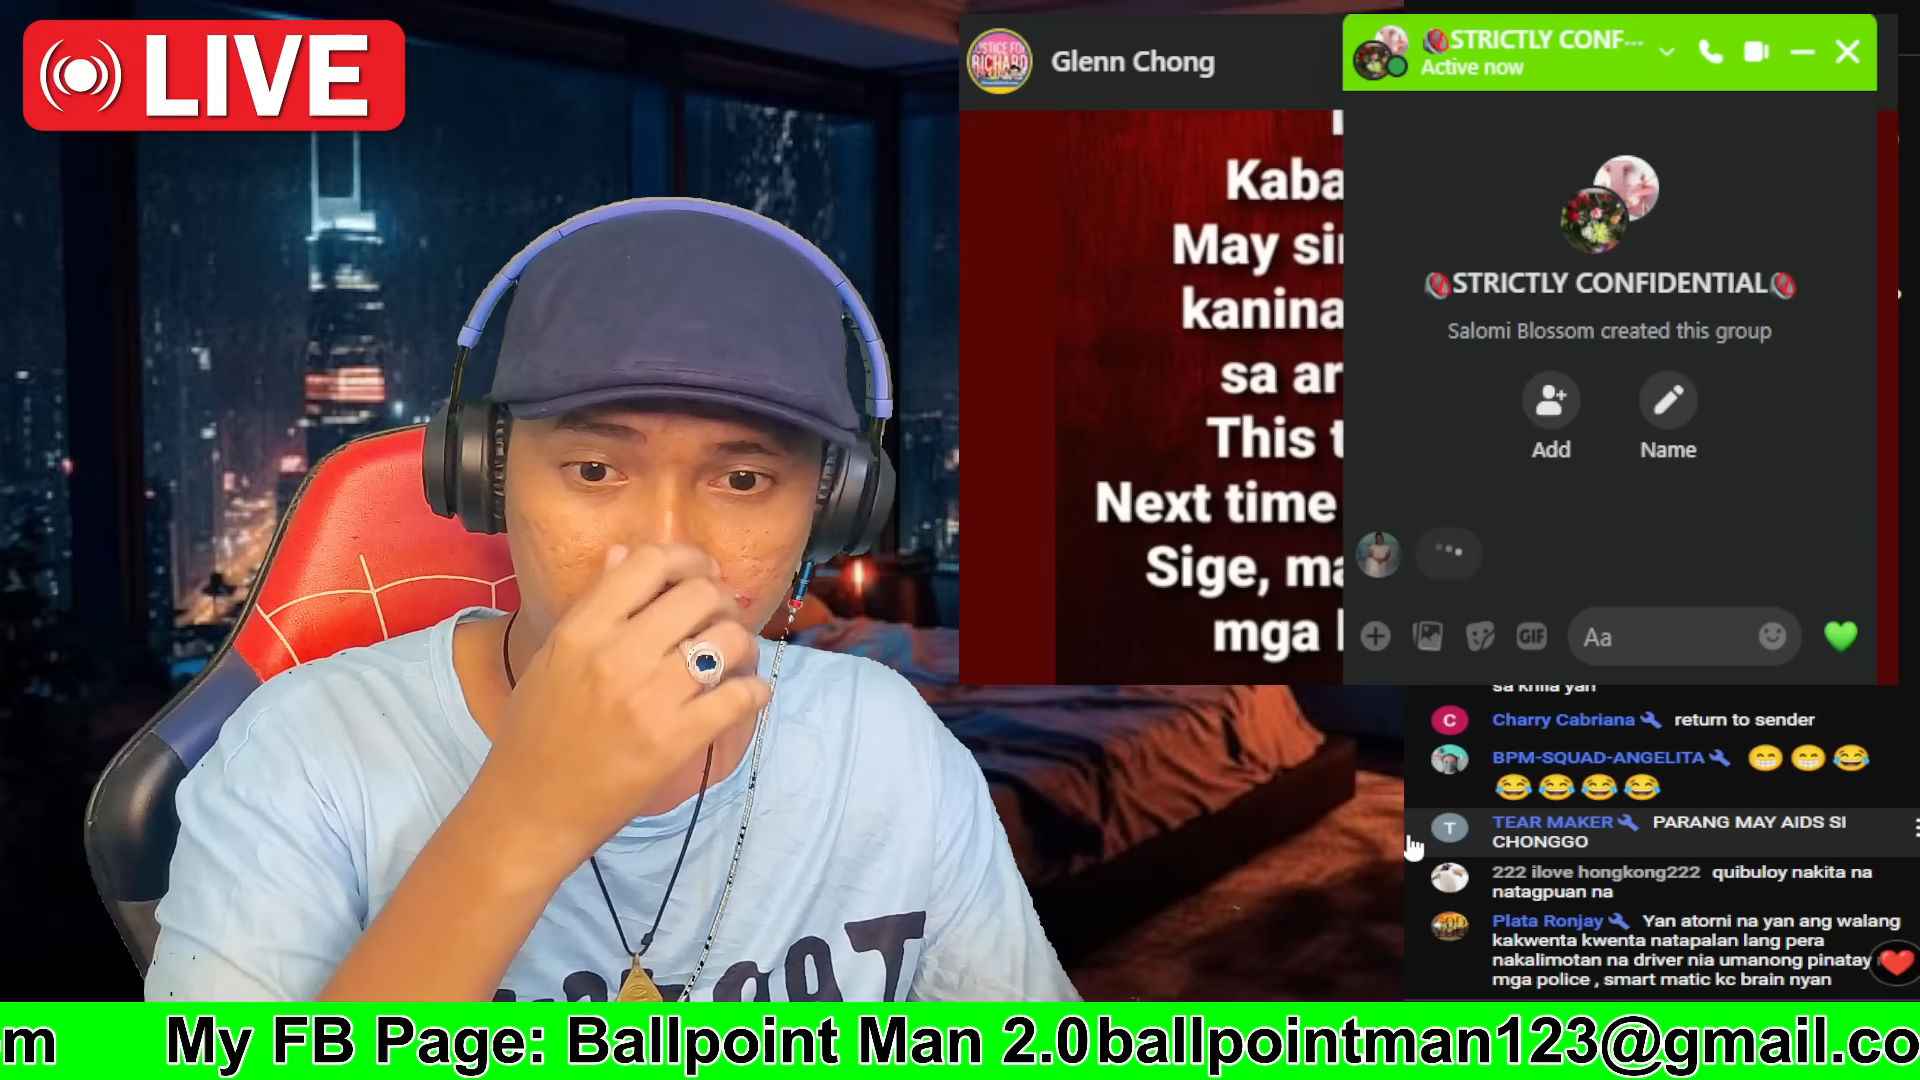 LIVE
Glenn Chong
STRICTLY CONF...
Active now
Kaba
May si
kanina
sa ar
This t
Next time
Sige, ma
mga
STRICTLY CONFIDENTIAL
Salomi Blossom created this group
Add
Name
GIF
Aa
Charry Cabriana return to sender
BPM-SQUAD-ANGELITA
TEAR MAKER PARANG MAY AIDS SI
CHONGGO
222 ilove hongkong222 quibuloy nakita na
natagpuan na
Plata Ronjay Yan atorni na yan ang walang
kakwenta kwenta natapalan lang pera
nakalimotan na driver nia umanong pinatay
mga police , smart matic kc brain nyan
m My FB Page: Ballpoint Man 2.0 ballpointman123@gmail.co